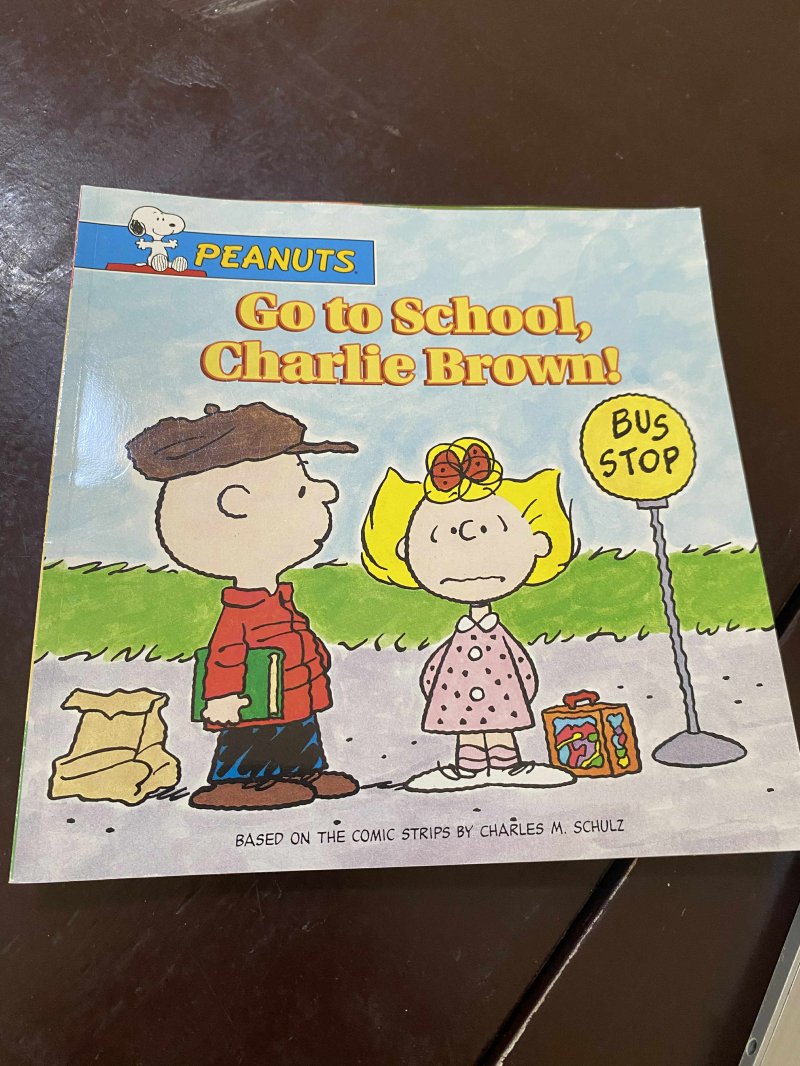 PEANUTS
Go to School,
Charlie Brown!
BUS
STOP
BASED ON THE COMIC STRIPS BY CHARLES M. SCHULZ